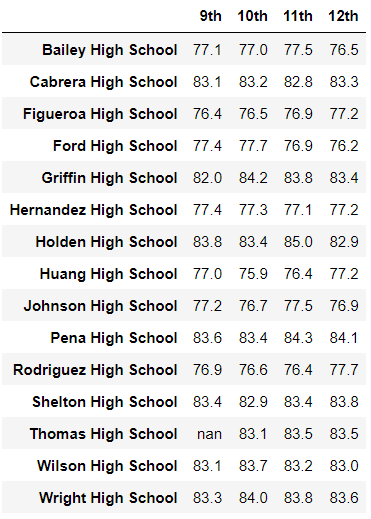 9th 10th 11th 12th
Bailey High School 77.1 77.0 77.5 76.5
Cabrera High School 83.1 83.2 82.8 83.3
Figueroa High School 76.4 76.5 76.9 77.2
Ford High School 77.4 77.7 76.9 76.2
Griffin High School 82.0 84.2 83.8 83.4
Hernandez High School 77.4 77.3 77.1 77.2
Holden High School 83.8 83.4 85.0 82.9
Huang High School 77.0 75.9 76.4 77.2
Johnson High School 77.2 76.7 77.5 76.9
Pena High School 83.6 83.4 84.3 84.1
Rodriguez High School 76.9 76.6 76.4 77.7
Shelton High School 83.4 82.9 83.4 83.8
Thomas High School nan 83.1 83.5 83.5
Wilson High School 83.1 83.7 83.2 83.0
Wright High School 83.3 84.0 83.8 83.6